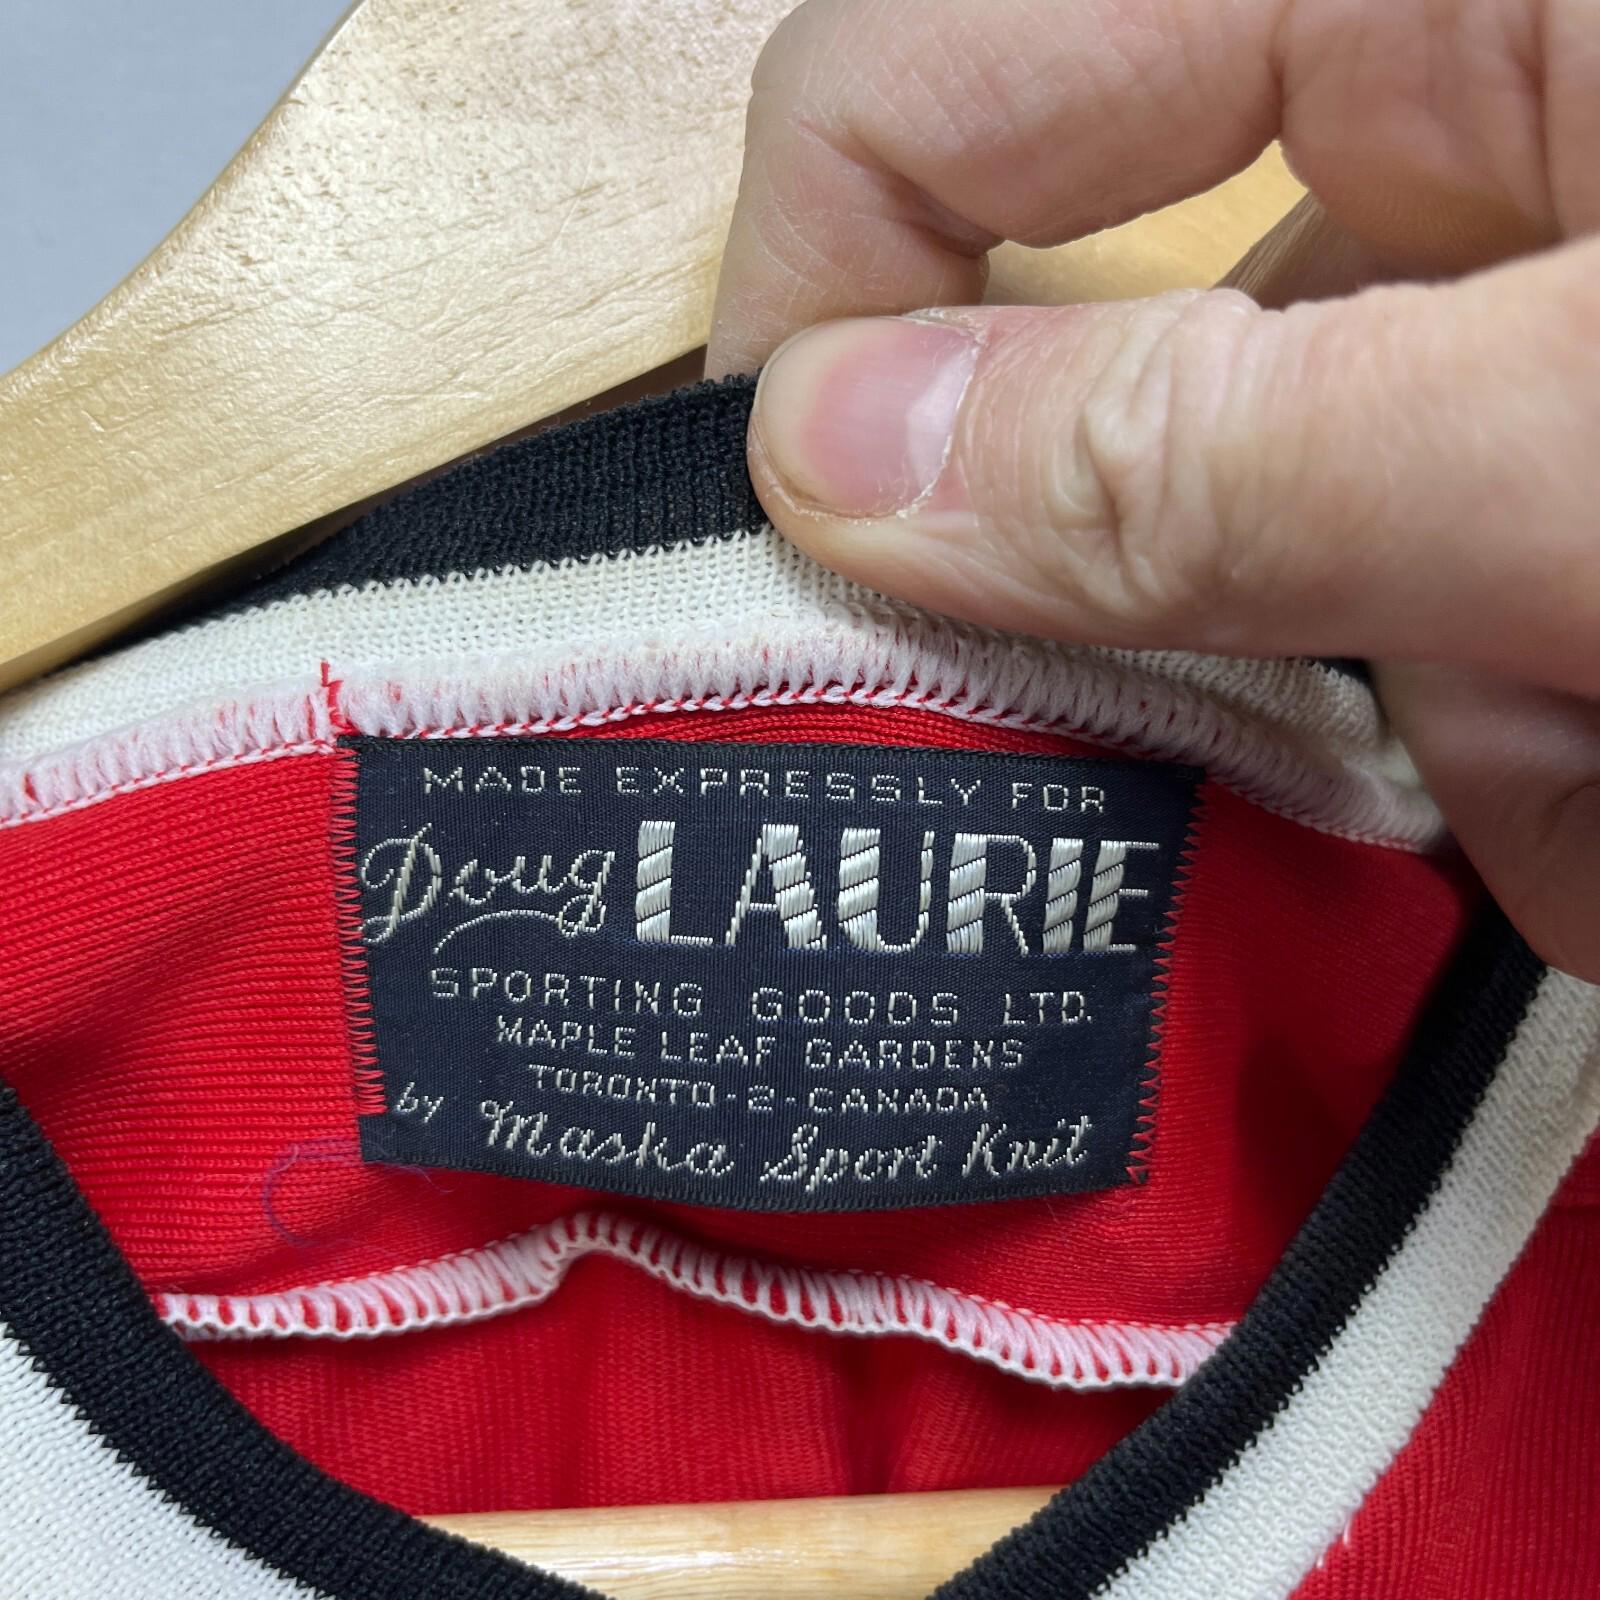 MADE EXPRESSLY FOR
Doug LAURIE
SPORTING GOODS LTD.
MAPLE LEAF GARDENS
TORONTO-2-CANADA
by Maska Sport Knit